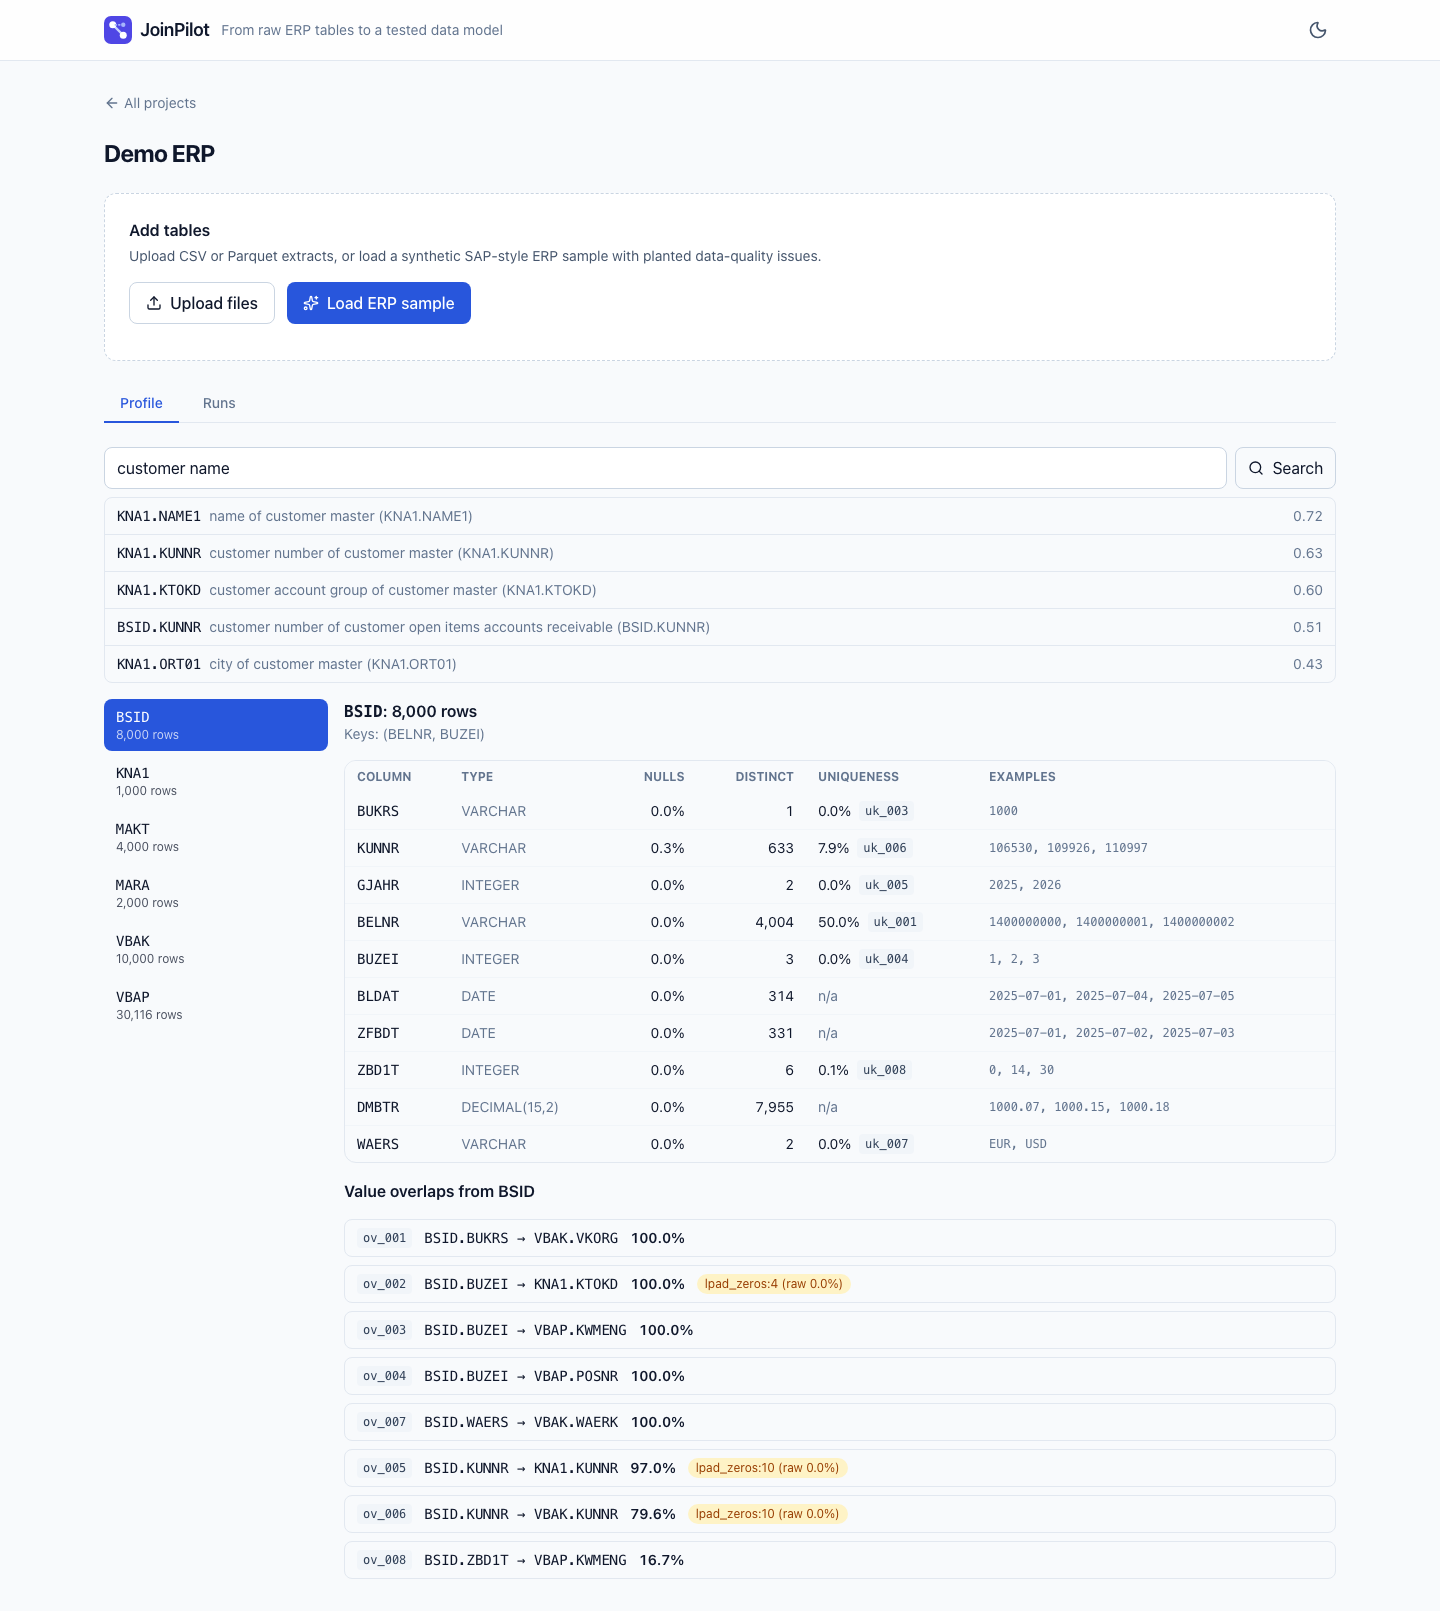 JoinPilot From raw ERP tables to a tested data model
← All projects
Demo ERP
Add tables
Upload CSV or Parquet extracts, or load a synthetic SAP-style ERP sample with planted data-quality issues.
Upload files Load ERP sample
Profile Runs
customer name Search
KNA1.NAME1 name of customer master (KNA1.NAME1) 0.72
KNA1.KUNNR customer number of customer master (KNA1.KUNNR) 0.63
KNA1.KTOKD customer account group of customer master (KNA1.KTOKD) 0.60
BSID.KUNNR customer number of customer open items accounts receivable (BSID.KUNNR) 0.51
KNA1.ORT01 city of customer master (KNA1.ORT01) 0.43
BSID
8,000 rows
KNA1
1,000 rows
MAKT
4,000 rows
MARA
2,000 rows
VBAK
10,000 rows
VBAP
30,116 rows
BSID: 8,000 rows
Keys: (BELNR, BUZEI)
COLUMN TYPE NULLS DISTINCT UNIQUENESS EXAMPLES
BUKRS VARCHAR 0.0% 1 0.0% uk_003 1000
KUNNR VARCHAR 0.3% 633 7.9% uk_006 106530, 109926, 110997
GJAHR INTEGER 0.0% 2 0.0% uk_005 2025, 2026
BELNR VARCHAR 0.0% 4,004 50.0% uk_001 1400000000, 1400000001, 1400000002
BUZEI INTEGER 0.0% 3 0.0% uk_004 1, 2, 3
BLDAT DATE 0.0% 314 n/a 2025-07-01, 2025-07-04, 2025-07-05
ZFBDT DATE 0.0% 331 n/a 2025-07-01, 2025-07-02, 2025-07-03
ZBD1T INTEGER 0.0% 6 0.1% uk_008 0, 14, 30
DMBTR DECIMAL(15,2) 0.0% 7,955 n/a 1000.07, 1000.15, 1000.18
WAERS VARCHAR 0.0% 2 0.0% uk_007 EUR, USD
Value overlaps from BSID
ov_001 BSID.BUKRS → VBAK.VKORG 100.0%
ov_002 BSID.BUZEI → KNA1.KTOKD 100.0% lpad_zeros:4 (raw 0.0%)
ov_003 BSID.BUZEI → VBAP.KWMENG 100.0%
ov_004 BSID.BUZEI → VBAP.POSNR 100.0%
ov_007 BSID.WAERS → VBAK.WAERK 100.0%
ov_005 BSID.KUNNR → KNA1.KUNNR 97.0% lpad_zeros:10 (raw 0.0%)
ov_006 BSID.KUNNR → VBAK.KUNNR 79.6% lpad_zeros:10 (raw 0.0%)
ov_008 BSID.ZBD1T → VBAP.KWMENG 16.7%